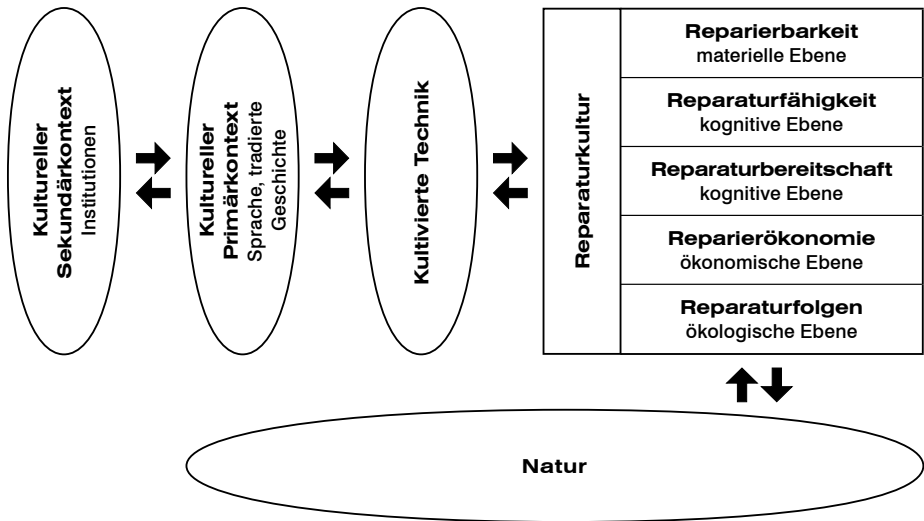 Kultureller
Sekundärkontext
Institutionen
Kultureller
Primärkontext
Sprache, tradierte
Geschichte
Kultivierte Technik
Reparaturkultur
Reparierbarkeit
materielle Ebene
Reparaturfähigkeit
kognitive Ebene
Reparaturbereitschaft
kognitive Ebene
Reparierökonomie
ökonomische Ebene
Reparaturfolgen
ökologische Ebene
Natur